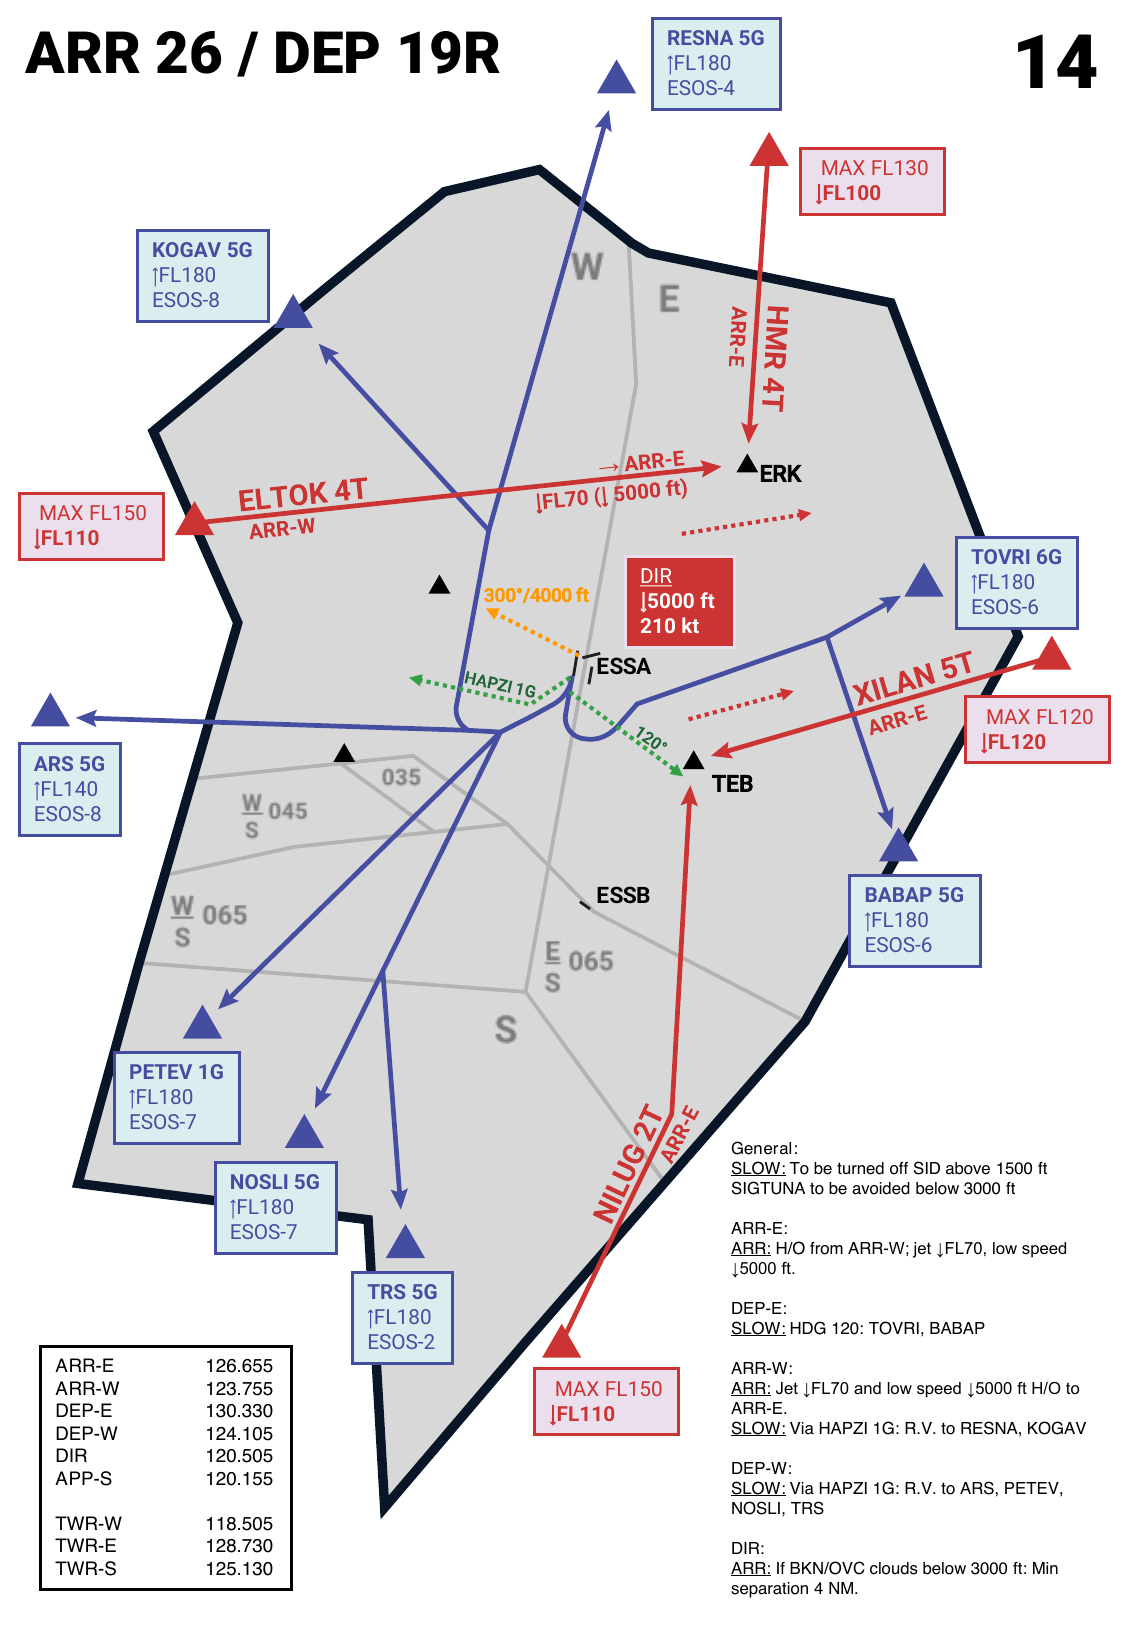 ARR 26 / DEP 19R
14
RESNA 5G
↑FL180
ESOS-4
MAX FL130
↓FL100
KOGAV 5G
↑FL180
ESOS-8
W
E
HMR 4T
ARR-E
→ ARR-E
↓FL70 (↓ 5000 ft)
ERK
ELTOK 4T
ARR-W
MAX FL150
↓FL110
TOVRI 6G
↑FL180
ESOS-6
DIR
↓5000 ft
210 kt
300°/4000 ft
ESSA
HAPZI 1G
120°
XILAN 5T
ARR-E
MAX FL120
↓FL120
TEB
ARS 5G
↑FL140
ESOS-8
035
W
S
045
W
S
065
ESSB
E
S
065
S
BABAP 5G
↑FL180
ESOS-6
PETEV 1G
↑FL180
ESOS-7
NOSLI 5G
↑FL180
ESOS-7
TRS 5G
↑FL180
ESOS-2
NILUG 2T
ARR-E
MAX FL150
↓FL110
ARR-E 126.655
ARR-W 123.755
DEP-E 130.330
DEP-W 124.105
DIR 120.505
APP-S 120.155
TWR-W 118.505
TWR-E 128.730
TWR-S 125.130
General:
SLOW: To be turned off SID above 1500 ft
SIGTUNA to be avoided below 3000 ft
ARR-E:
ARR: H/O from ARR-W; jet ↓FL70, low speed
↓5000 ft.
DEP-E:
SLOW: HDG 120: TOVRI, BABAP
ARR-W:
ARR: Jet ↓FL70 and low speed ↓5000 ft H/O to
ARR-E.
SLOW: Via HAPZI 1G: R.V. to RESNA, KOGAV
DEP-W:
SLOW: Via HAPZI 1G: R.V. to ARS, PETEV,
NOSLI, TRS
DIR:
ARR: If BKN/OVC clouds below 3000 ft: Min
separation 4 NM.